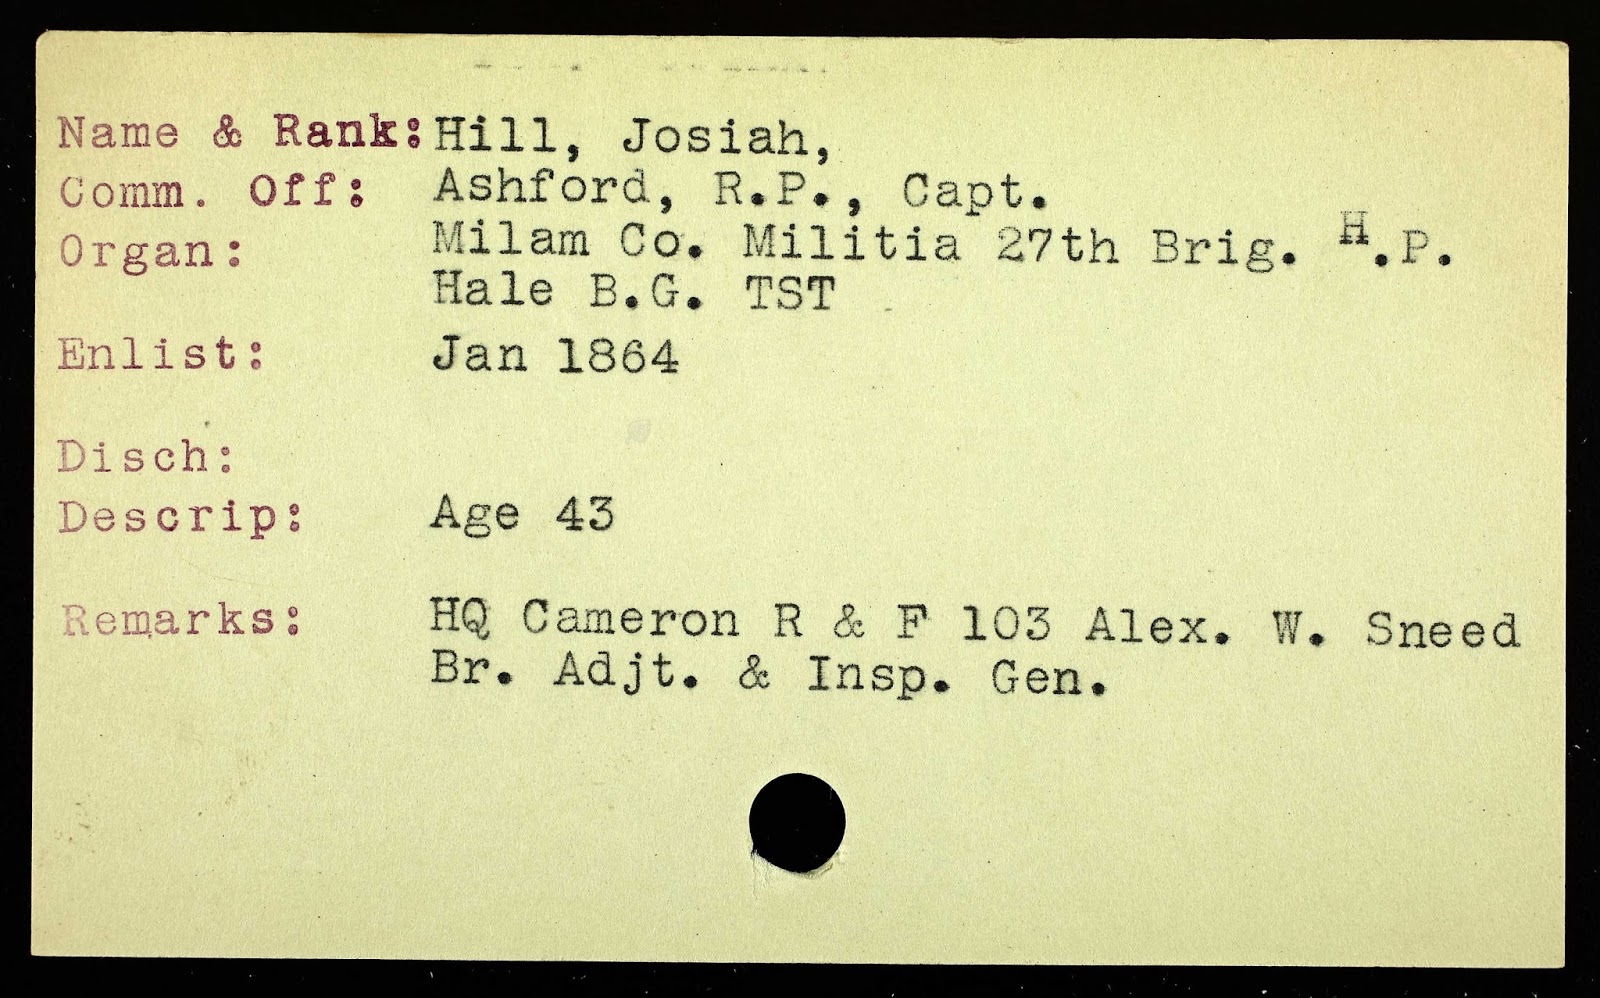 Name & Rank: Hill, Josiah,
Comm. Off: Ashford, R.P., Capt.
Organ: Milam Co. Militia 27th Brig. H.P.
Hale B.G. TST
Enlist: Jan 1864
Disch:
Descrip: Age 43
Remarks: HQ Cameron R & F 103 Alex. W. Sneed
Br. Adjt. & Insp. Gen.